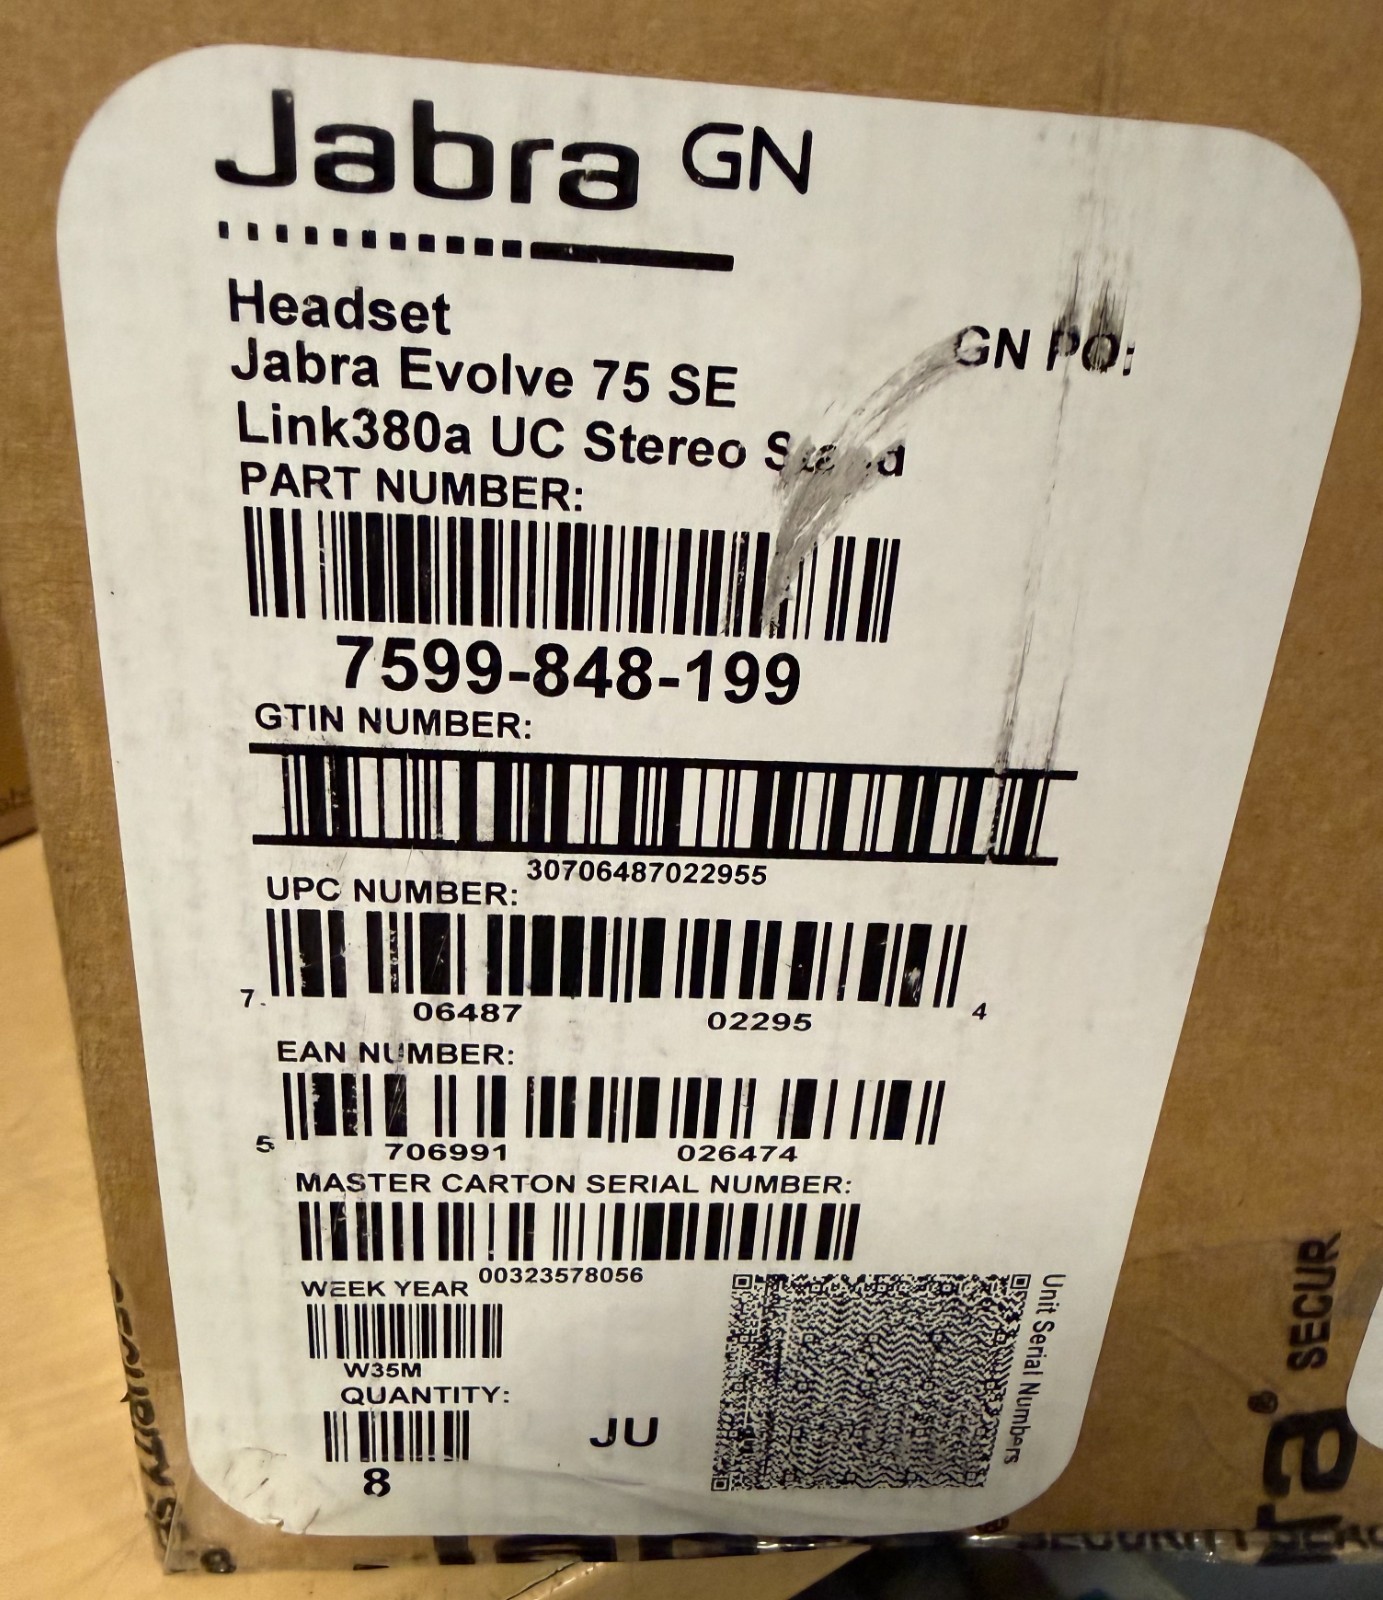 Jabra GN
Headset
GN PO:
Jabra Evolve 75 SE
Link380a UC Stereo Stand
PART NUMBER:
7599-848-199
GTIN NUMBER:
30706487022955
UPC NUMBER:
7 06487 02295 4
EAN NUMBER:
5 706991 026474
MASTER CARTON SERIAL NUMBER:
00323578056
WEEK YEAR
W35M
QUANTITY:
8
JU
Unit Serial Numbers
SECUR
ra®